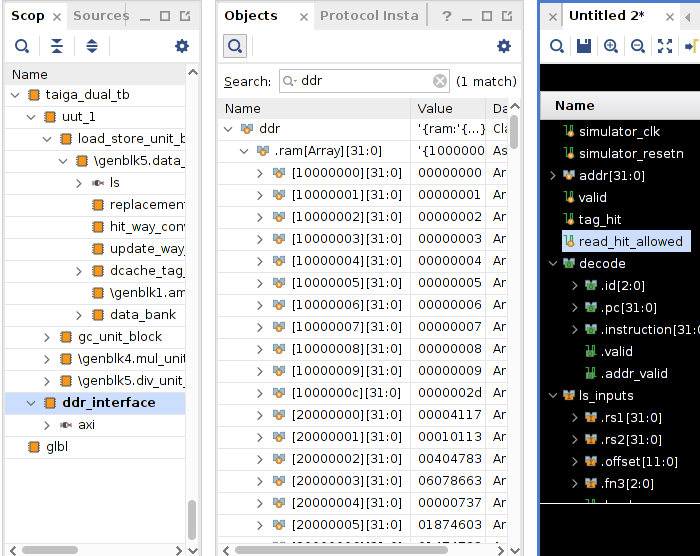 Scop
Sources
Name
taiga_dual_tb
uut_1
load_store_unit_b
\genblk5.data_
ls
replacement
hit_way_con
update_way_
dcache_tag_
\genblk1.am
data_bank
gc_unit_block
\genblk4.mul_unit
\genblk5.div_unit_
ddr_interface
axi
glbl
Objects
Protocol Insta
Search: ddr (1 match)
Name Value Da
ddr '{ram:'{...} Cla
.ram[Array][31:0] '{1000000 As
[10000000][31:0] 00000000 Ar
[10000001][31:0] 00000001 Ar
[10000002][31:0] 00000002 Ar
[10000003][31:0] 00000003 Ar
[10000004][31:0] 00000004 Ar
[10000005][31:0] 00000005 Ar
[10000006][31:0] 00000006 Ar
[10000007][31:0] 00000007 Ar
[10000008][31:0] 00000008 Ar
[10000009][31:0] 00000009 Ar
[1000000c][31:0] 0000002d Ar
[20000000][31:0] 00004117 Ar
[20000001][31:0] 00010113 Ar
[20000002][31:0] 00404783 Ar
[20000003][31:0] 06078663 Ar
[20000004][31:0] 00000737 Ar
[20000005][31:0] 01874603 Ar
Untitled 2*
Name
simulator_clk
simulator_resetn
addr[31:0]
valid
tag_hit
read_hit_allowed
decode
.id[2:0]
.pc[31:0]
.instruction[31:0
.valid
.addr_valid
ls_inputs
.rs1[31:0]
.rs2[31:0]
.offset[11:0]
.fn3[2:0]